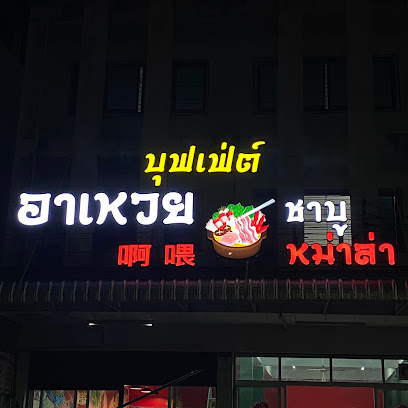 บุฟเฟ่ต์
อาเหวย ชาบู
啊 喂 หม่าล่า